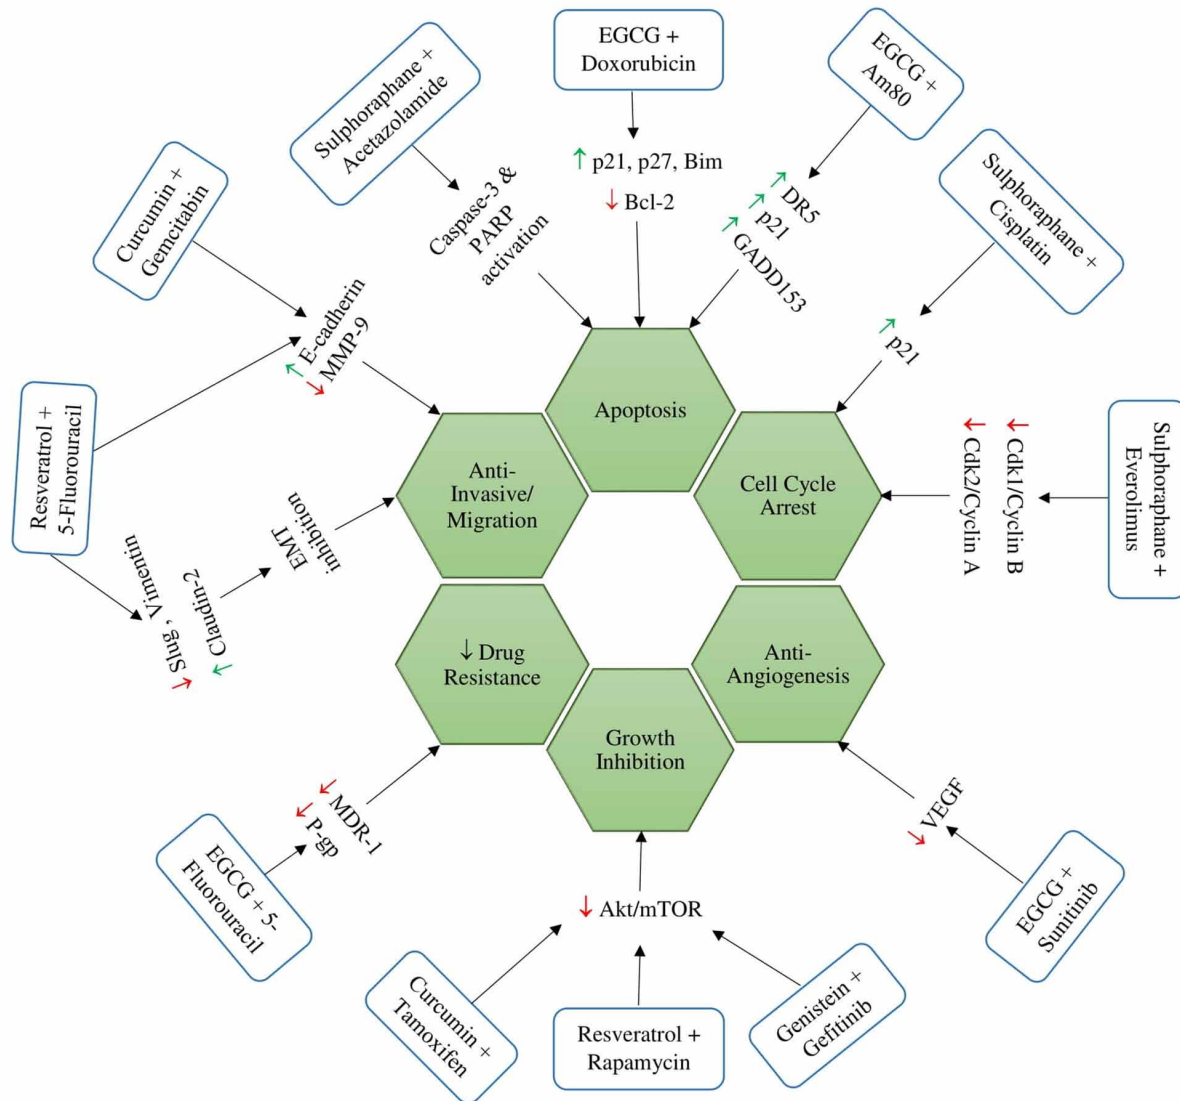 EGCG +
Doxorubicin
↑ p21, p27, Bim
↓ Bcl-2
EGCG +
Am80
↑ DR5
↑ p21
↑ GADD153
Sulphoraphane +
Cisplatin
↑ p21
Sulphoraphane +
Everolimus
↓ Cdk1/Cyclin B
↓ Cdk2/Cyclin A
EGCG +
Sunitinib
↓ VEGF
Genistein +
Gefitinib
Resveratrol +
Rapamycin
Curcumin +
Tamoxifen
↓ Akt/mTOR
EGCG + 5-
Fluorouracil
↓ MDR-1
↓ P-gp
Resveratrol +
5-Fluorouracil
↓ Slug, Vimentin
↑ Claudin-2
EMT
inhibition
Curcumin +
Gemcitabin
↑ E-cadherin
↓ MMP-9
Sulphoraphane +
Acetazolamide
Caspase-3 &
PARP
activation
Apoptosis
Cell Cycle
Arrest
Anti-
Angiogenesis
Growth
Inhibition
↓ Drug
Resistance
Anti-
Invasive/
Migration